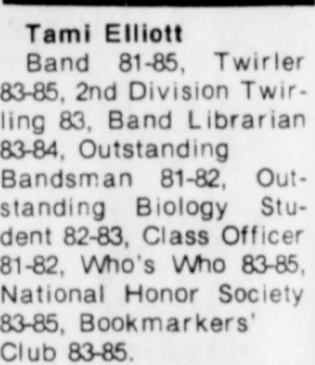 Tami Elliott
Band 81-85, Twirler
83-85, 2nd Division Twir-
ling 83, Band Librarian
83-84, Outstanding
Bandsman 81-82, Out-
standing Biology Stu-
dent 82-83, Class Officer
81-82, Who's Who 83-85,
National Honor Society
83-85, Bookmarkers'
Club 83-85.